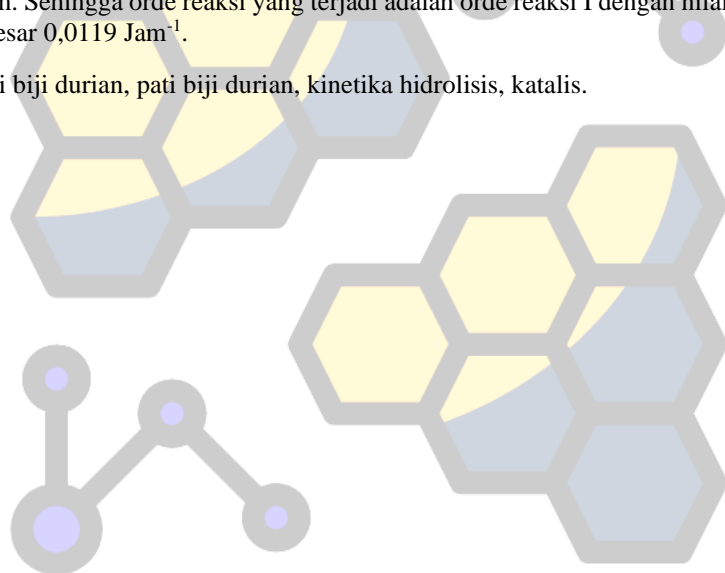 n. Sehingga orde reaksi yang terjadi adalah orde reaksi I dengan nilai
esar 0,0119 Jam⁻¹.
i biji durian, pati biji durian, kinetika hidrolisis, katalis.